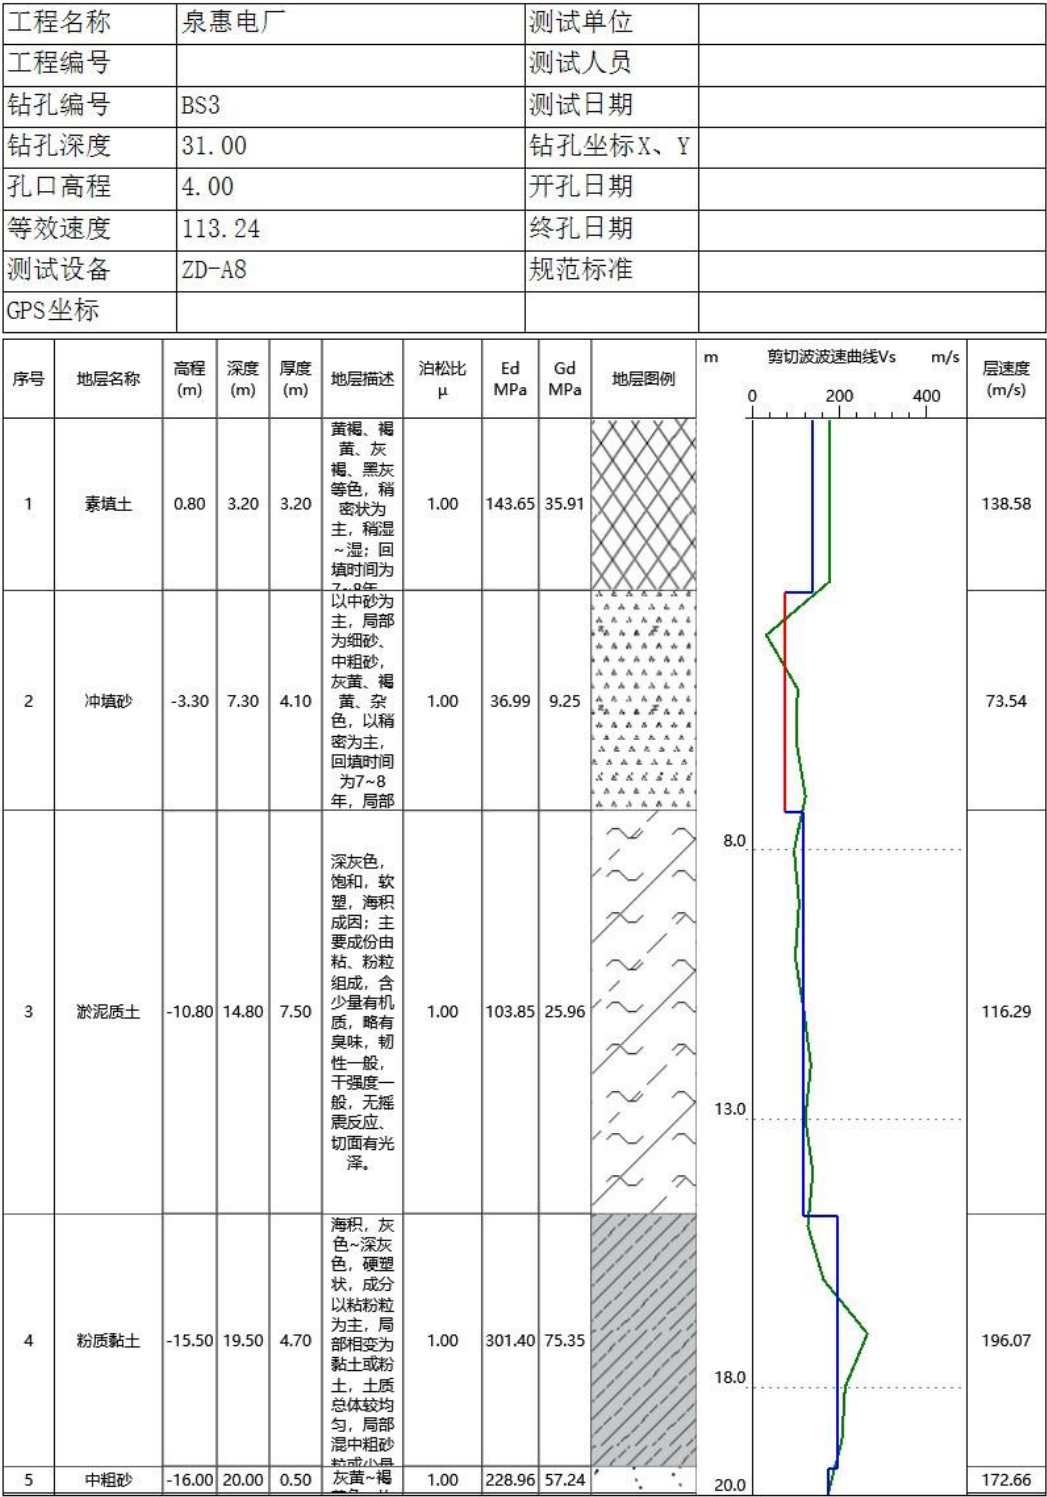 工程名称 泉惠电厂 测试单位
工程编号 测试人员
钻孔编号 BS3 测试日期
钻孔深度 31.00 钻孔坐标X、Y
孔口高程 4.00 开孔日期
等效速度 113.24 终孔日期
测试设备 ZD-A8 规范标准
GPS坐标
序号 地层名称 高程(m) 深度(m) 厚度(m) 地层描述 泊松比μ Ed MPa Gd MPa 地层图例 m 剪切波波速曲线Vs m/s 层速度(m/s)
0 200 400
1 素填土 0.80 3.20 3.20
黄褐、褐
黄、灰
褐、黑灰
等色，稍
密状为
主，稍湿
~湿；回
填时间为
7~8年
1.00 143.65 35.91 138.58
2 冲填砂 -3.30 7.30 4.10
以中砂为
主，局部
为细砂、
中粗砂，
灰黄、褐
黄、杂
色，以稍
密为主，
回填时间
为7~8
年，局部
1.00 36.99 9.25 73.54
8.0
3 淤泥质土 -10.80 14.80 7.50
深灰色，
饱和，软
塑，海积
成因；主
要成份由
粘、粉粒
组成，含
少量有机
质，略有
臭味，韧
性一般，
干强度一
般，无摇
震反应、
切面有光
泽。
1.00 103.85 25.96 116.29
13.0
4 粉质黏土 -15.50 19.50 4.70
海积，灰
色~深灰
色，硬塑
状，成分
以粘粉粒
为主，局
部相变为
黏土或粉
土，土质
总体较均
匀，局部
混中粗砂
粒或少量
1.00 301.40 75.35 196.07
18.0
5 中粗砂 -16.00 20.00 0.50 灰黄~褐 1.00 228.96 57.24 172.66
20.0